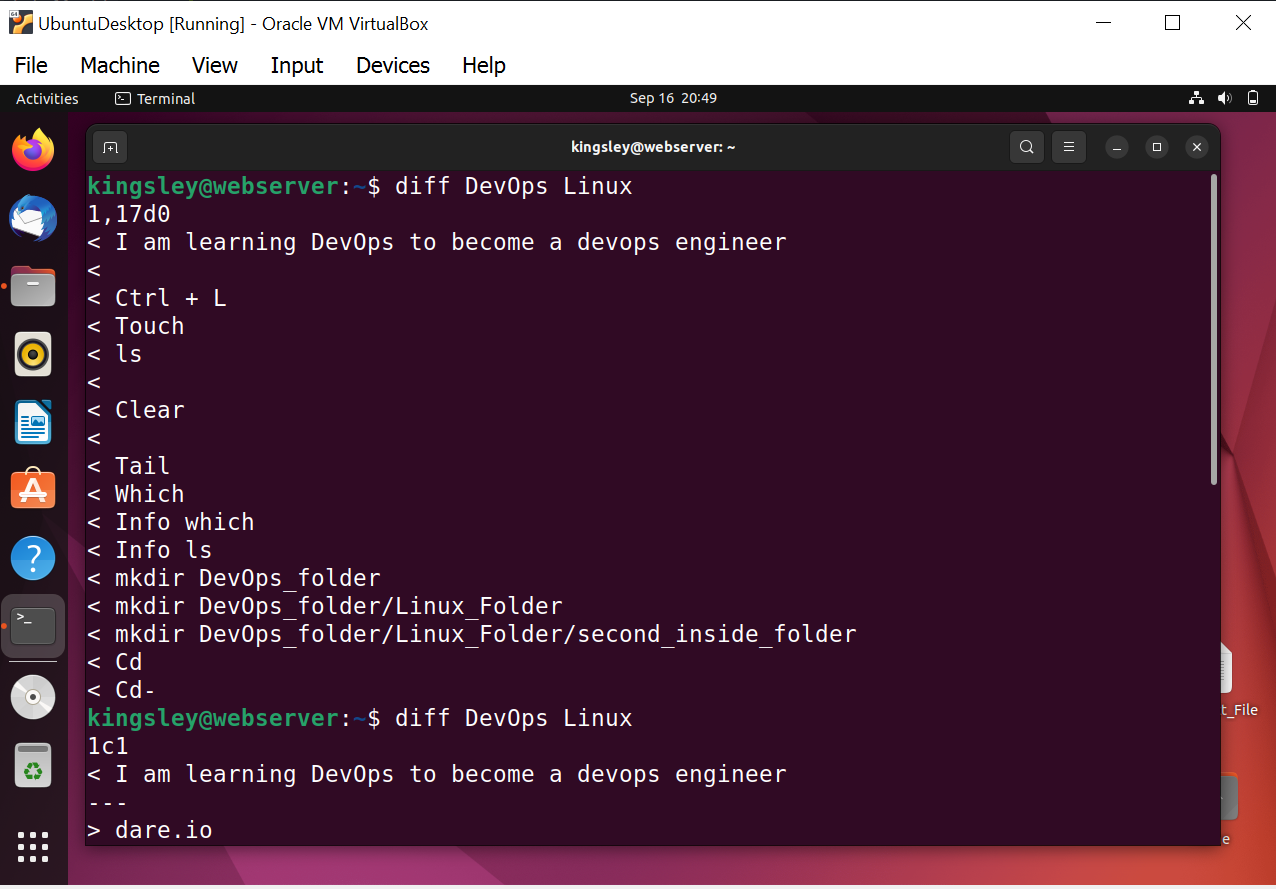 UbuntuDesktop [Running] - Oracle VM VirtualBox
File Machine View Input Devices Help
Activities Terminal Sep 16 20:49
kingsley@webserver: ~
kingsley@webserver:~$ diff DevOps Linux
1,17d0
< I am learning DevOps to become a devops engineer
<
< Ctrl + L
< Touch
< ls
<
< Clear
<
< Tail
< Which
< Info which
< Info ls
< mkdir DevOps_folder
< mkdir DevOps_folder/Linux_Folder
< mkdir DevOps_folder/Linux_Folder/second_inside_folder
< Cd
< Cd-
kingsley@webserver:~$ diff DevOps Linux
1c1
< I am learning DevOps to become a devops engineer
---
> dare.io
t_File
e